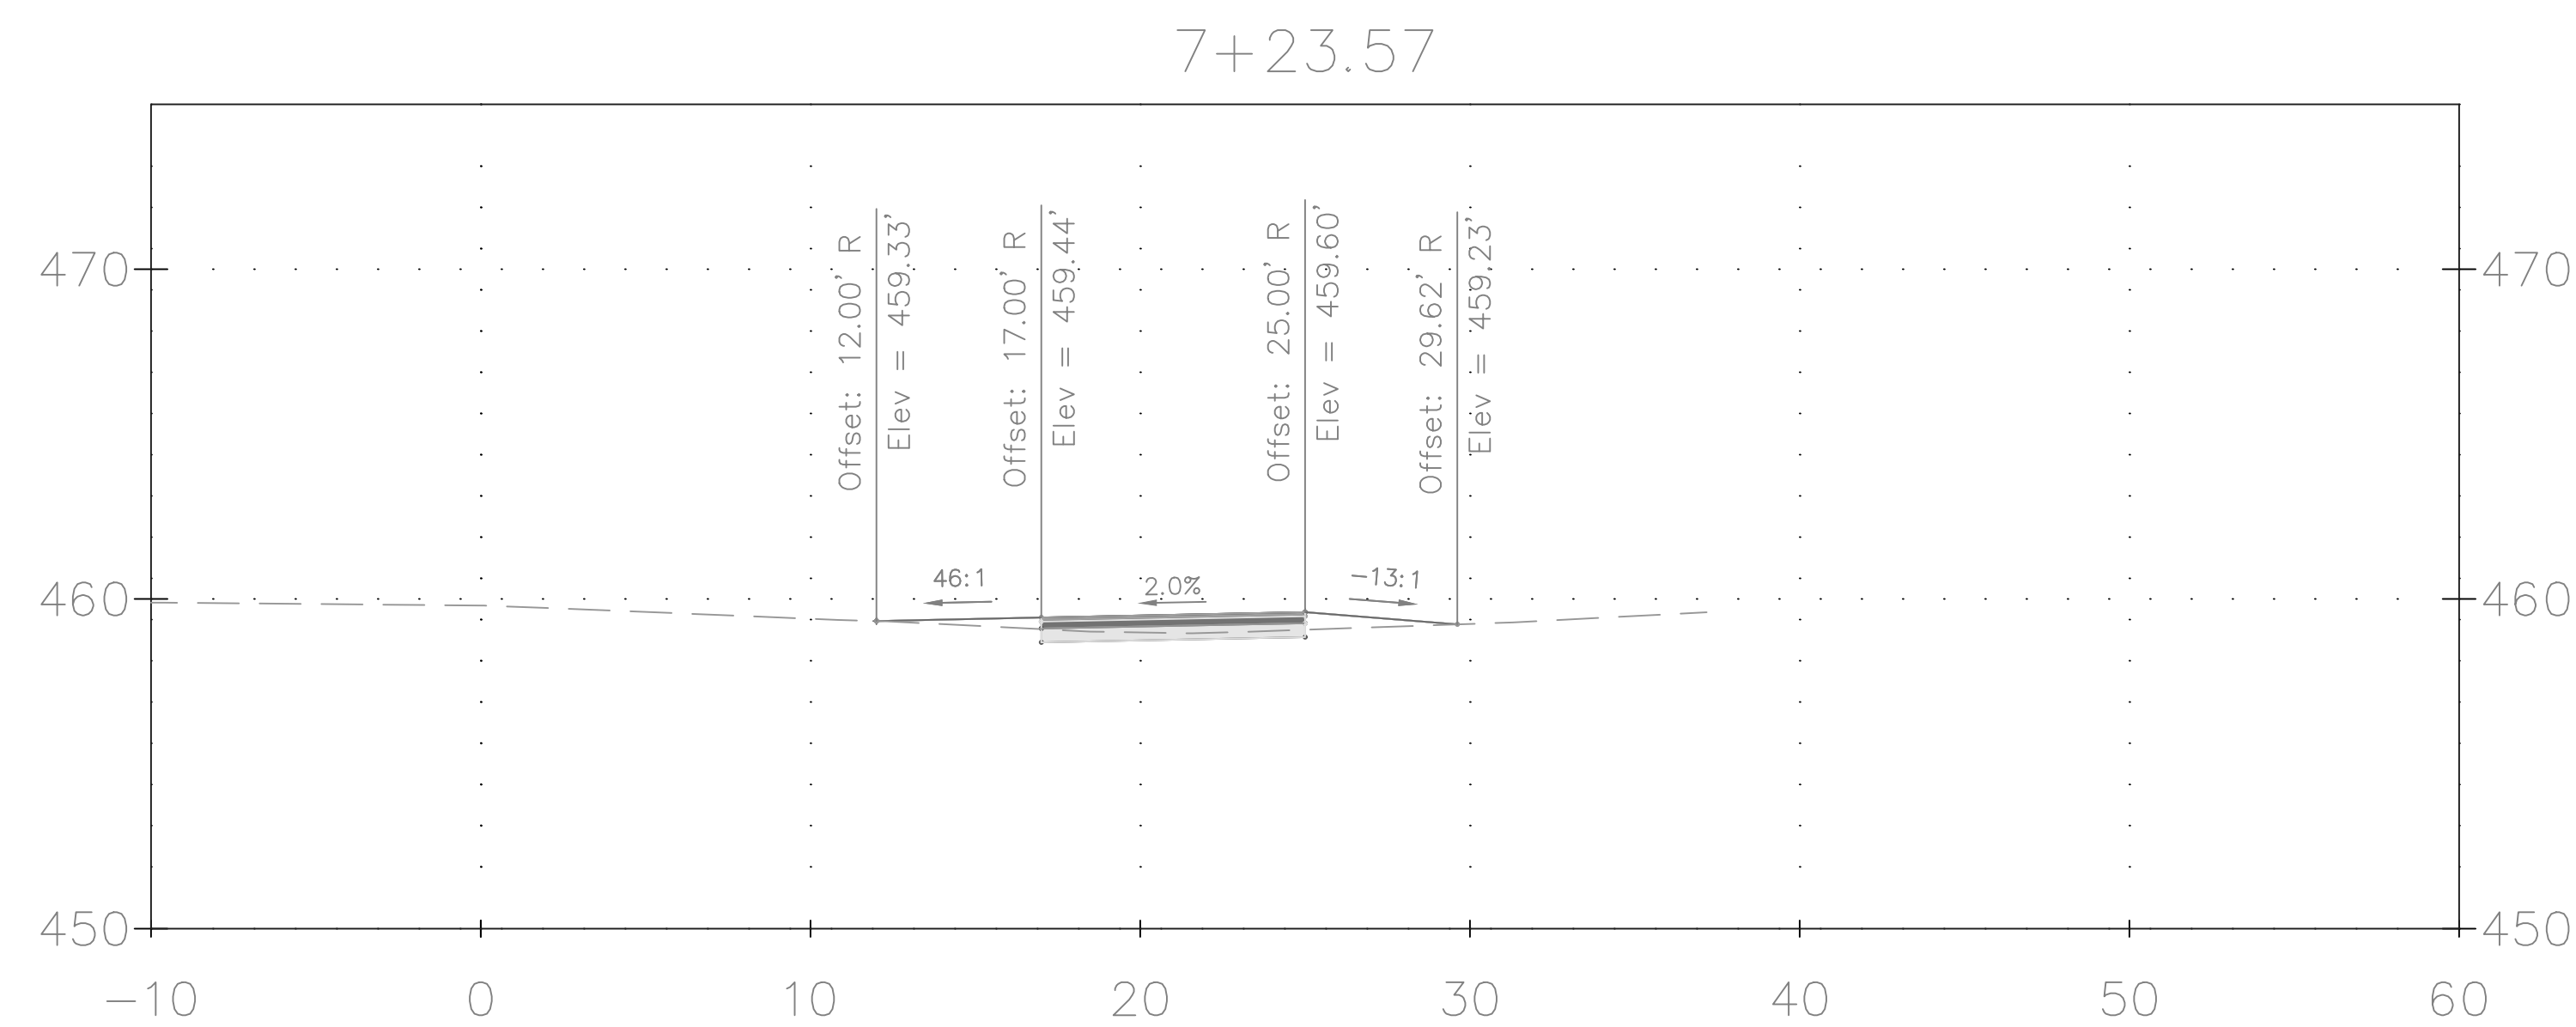 7+23.57
470
470
460
460
450
450
Offset: 12.00' R
Elev = 459.33'
Offset: 17.00' R
Elev = 459.44'
Offset: 25.00' R
Elev = 459.60'
Offset: 29.62' R
Elev = 459.23'
46:1
2.0%
-13:1
-10
0
10
20
30
40
50
60